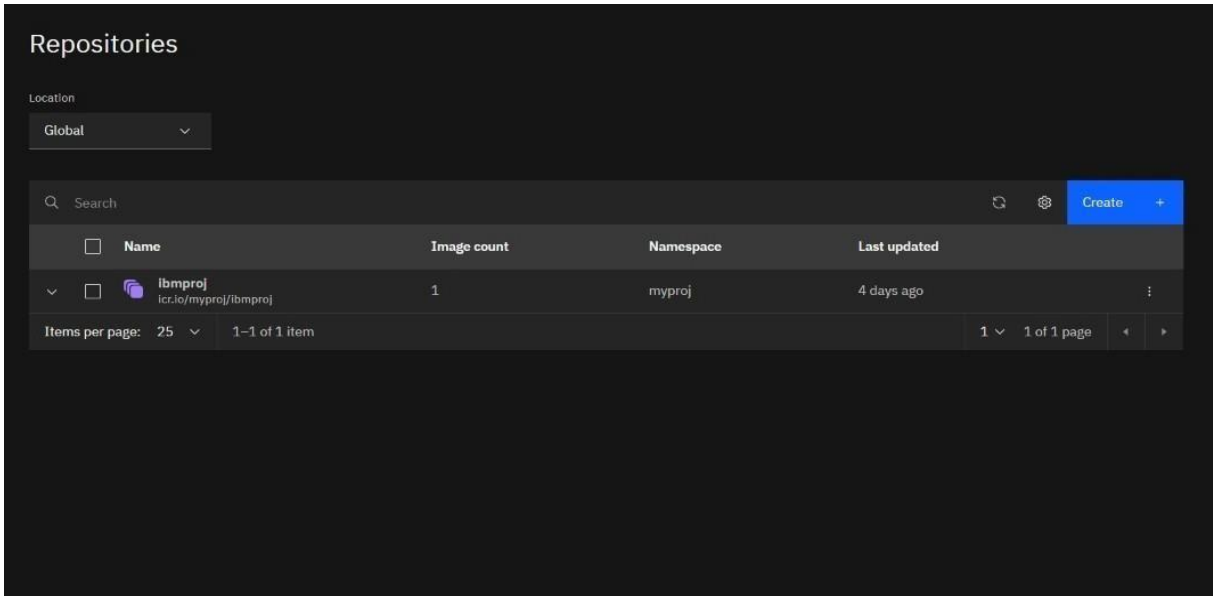 Repositories
Location
Global
Search
Create +
Name Image count Namespace Last updated
ibmproj
icr.io/myproj/ibmproj
1 myproj 4 days ago
Items per page: 25 1–1 of 1 item 1 1 of 1 page